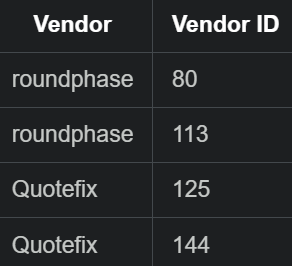 Vendor Vendor ID
roundphase 80
roundphase 113
Quotefix 125
Quotefix 144